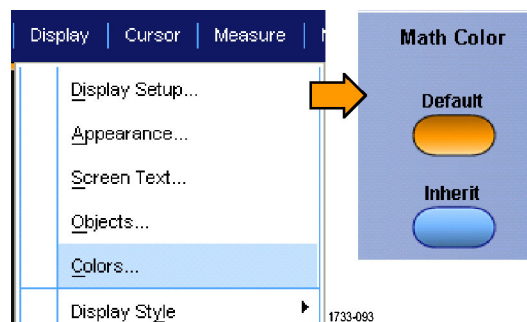 Display | Cursor | Measure |
Display Setup...
Appearance...
Screen Text...
Objects...
Colors...
Display Style
Math Color
Default
Inherit
1733-093